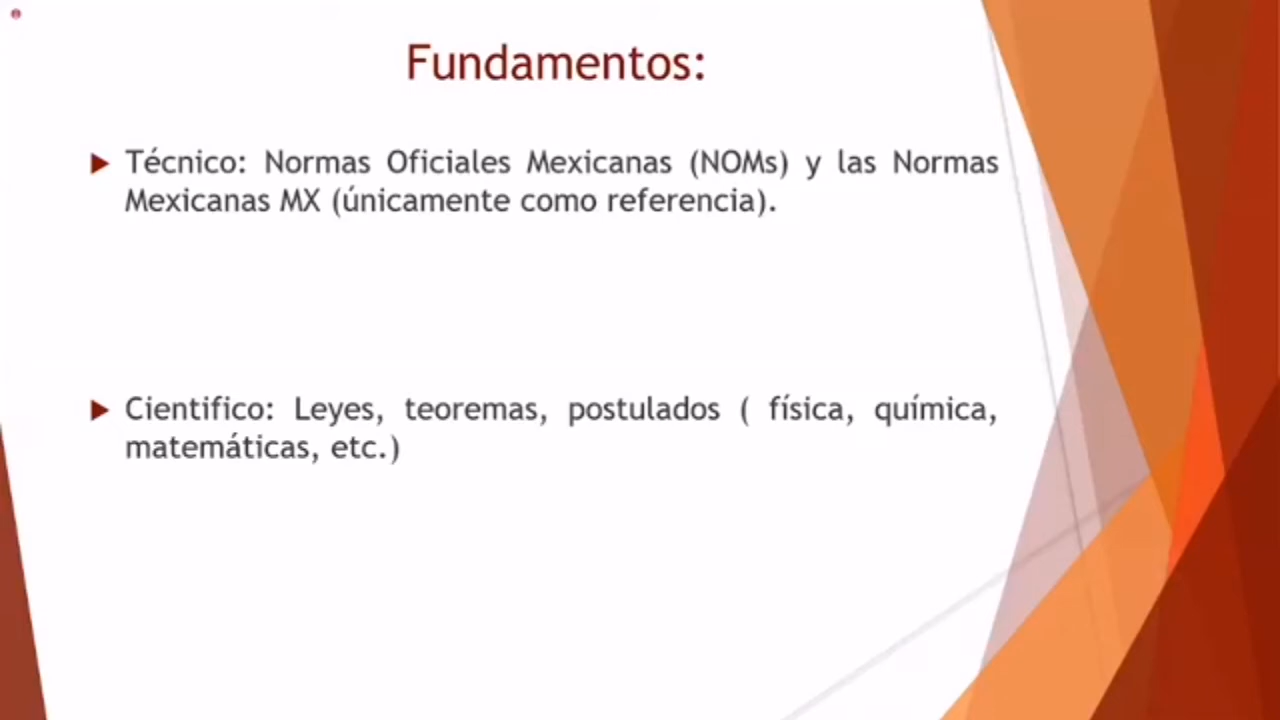 Fundamentos:
Técnico: Normas Oficiales Mexicanas (NOMs) y las Normas
Mexicanas MX (únicamente como referencia).
Cientifico: Leyes, teoremas, postulados ( física, química,
matemáticas, etc.)